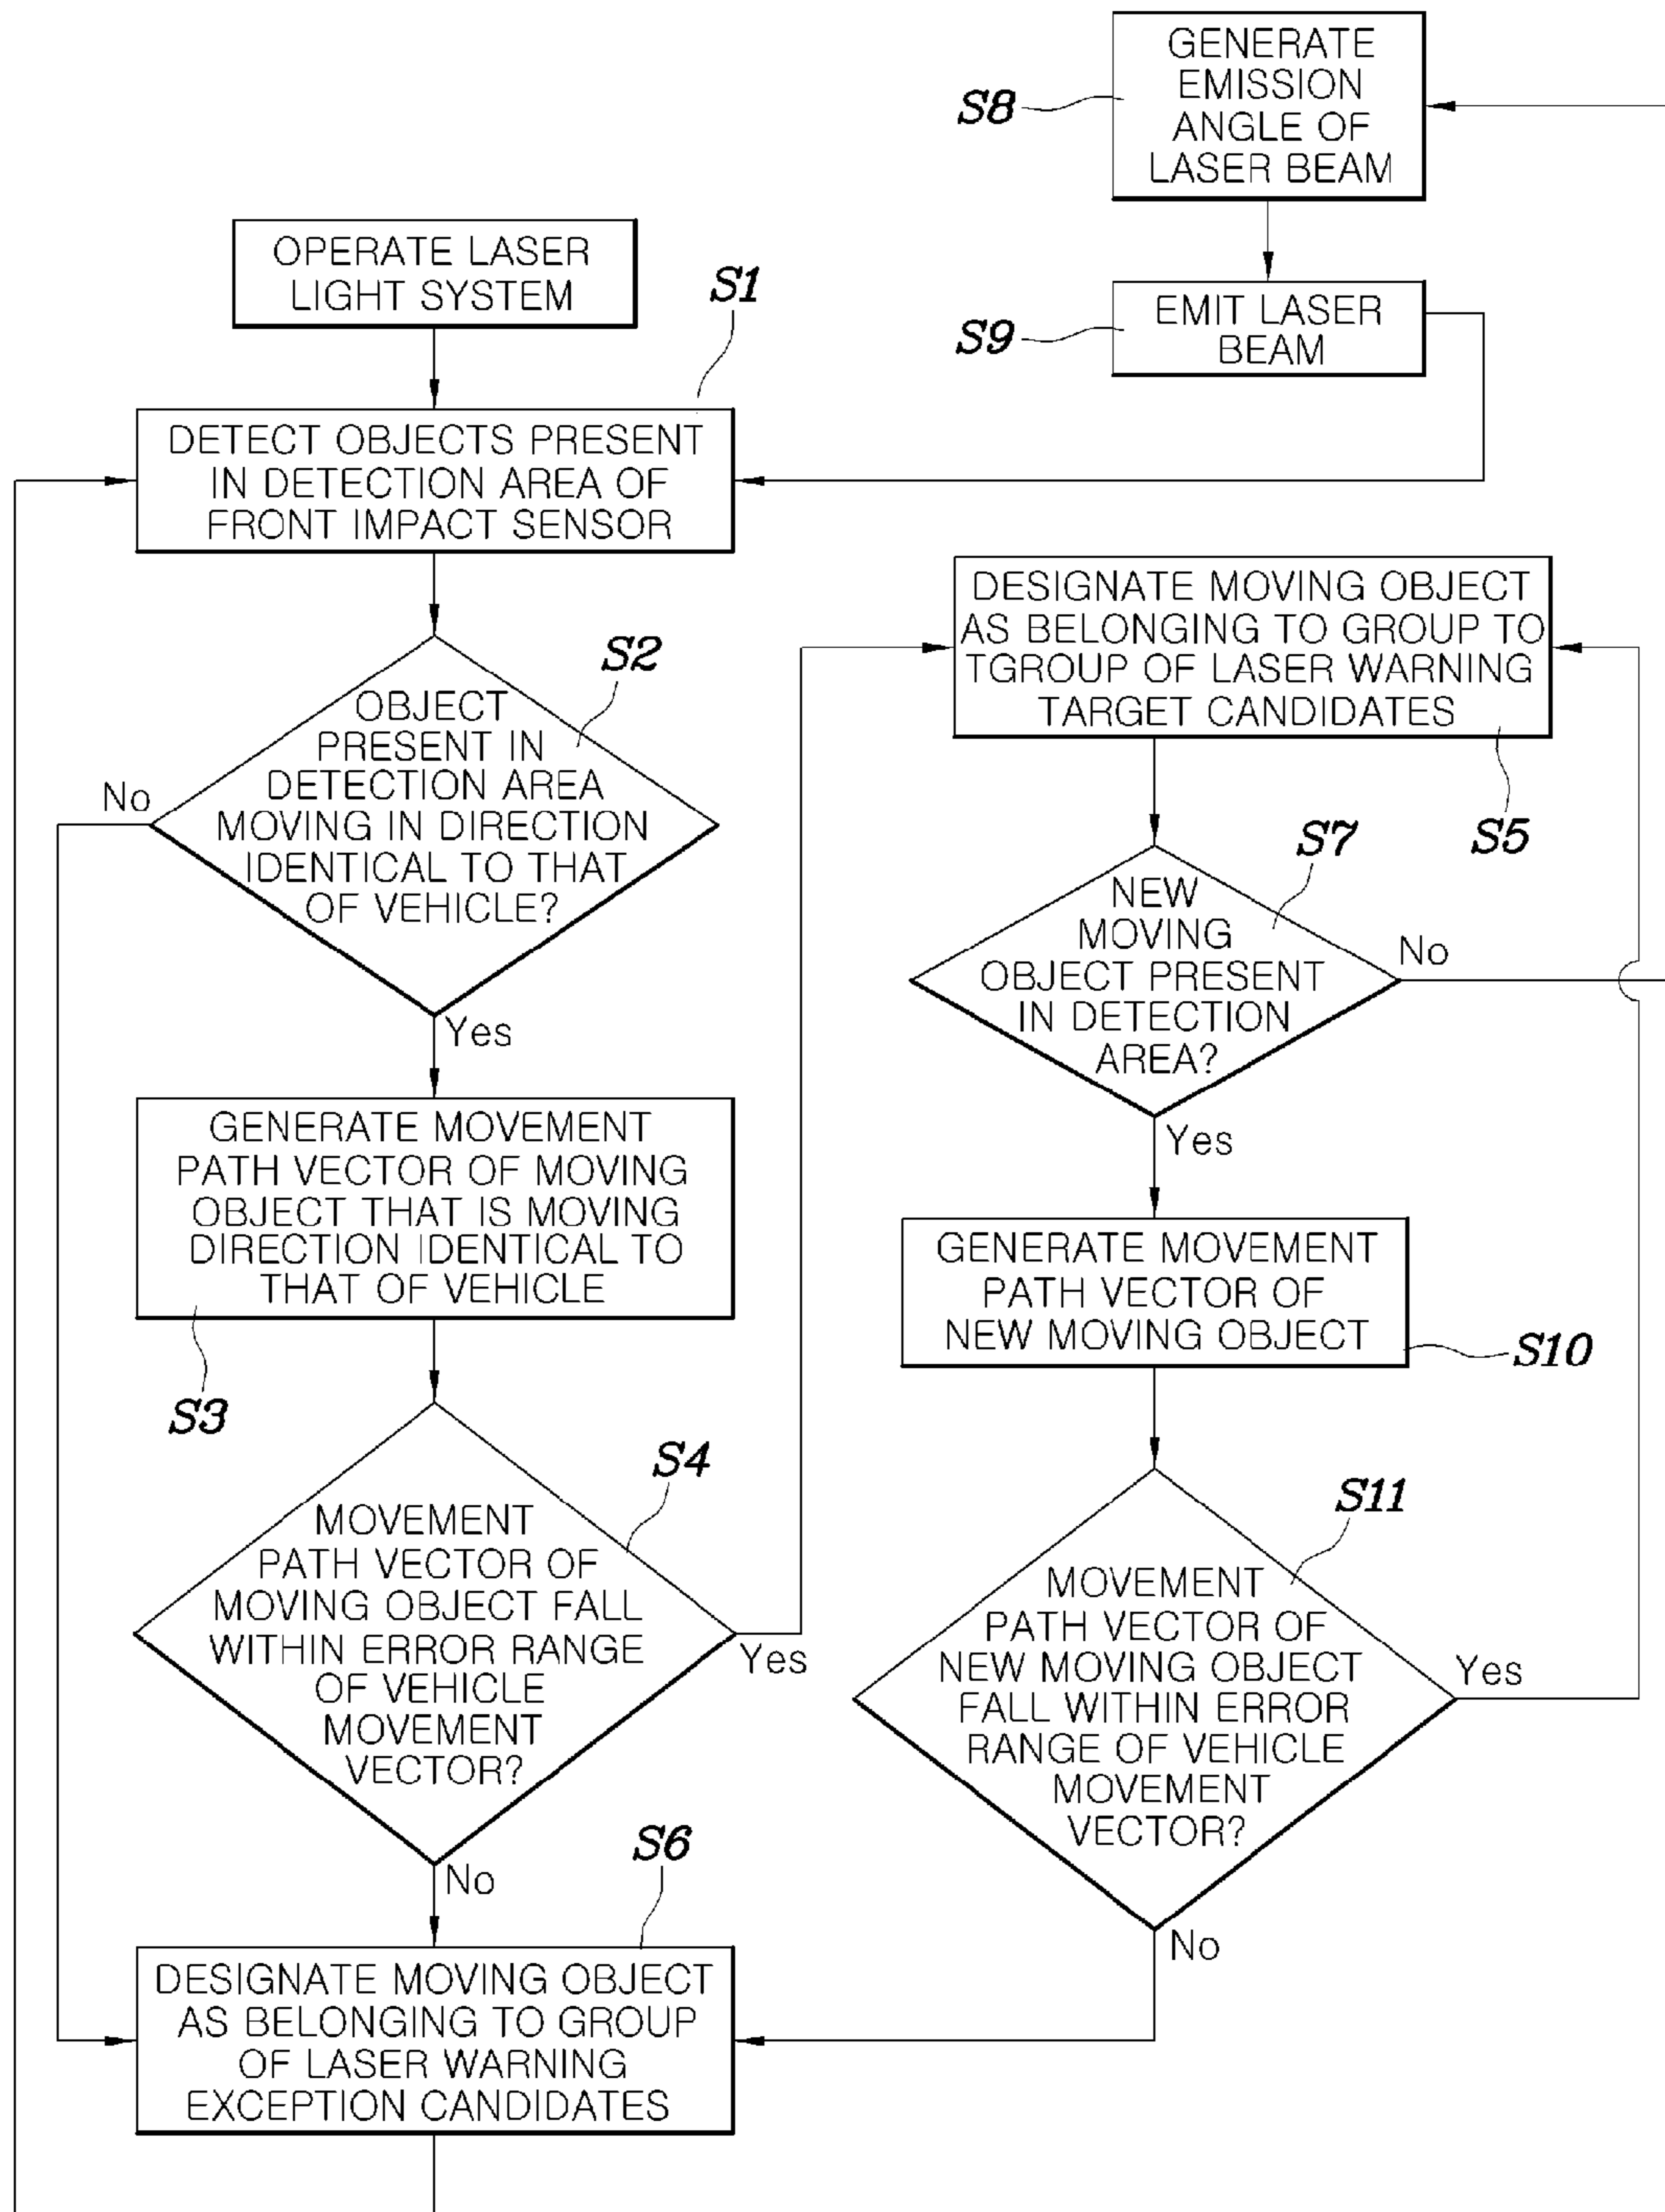 GENERATE
EMISSION
ANGLE OF
LASER BEAM
S8
OPERATE LASER
LIGHT SYSTEM
S1
EMIT LASER
BEAM
S9
DETECT OBJECTS PRESENT
IN DETECTION AREA OF
FRONT IMPACT SENSOR
S2
OBJECT
PRESENT IN
DETECTION AREA
MOVING IN DIRECTION
IDENTICAL TO THAT
OF VEHICLE?
No
Yes
GENERATE MOVEMENT
PATH VECTOR OF MOVING
OBJECT THAT IS MOVING
DIRECTION IDENTICAL TO
THAT OF VEHICLE
S3
S4
MOVEMENT
PATH VECTOR OF
MOVING OBJECT FALL
WITHIN ERROR RANGE
OF VEHICLE
MOVEMENT
VECTOR?
Yes
No
S6
DESIGNATE MOVING OBJECT
AS BELONGING TO GROUP
OF LASER WARNING
EXCEPTION CANDIDATES
DESIGNATE MOVING OBJECT
AS BELONGING TO GROUP TO
TGROUP OF LASER WARNING
TARGET CANDIDATES
S5
S7
NEW
MOVING
OBJECT PRESENT
IN DETECTION
AREA?
No
Yes
GENERATE MOVEMENT
PATH VECTOR OF
NEW MOVING OBJECT
S10
S11
MOVEMENT
PATH VECTOR OF
NEW MOVING OBJECT
FALL WITHIN ERROR
RANGE OF VEHICLE
MOVEMENT
VECTOR?
Yes
No